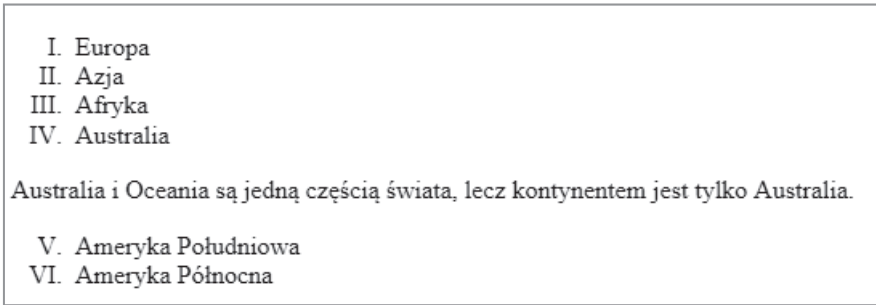 I. Europa
II. Azja
III. Afryka
IV. Australia
Australia i Oceania są jedną częścią świata, lecz kontynentem jest tylko Australia.
V. Ameryka Południowa
VI. Ameryka Północna